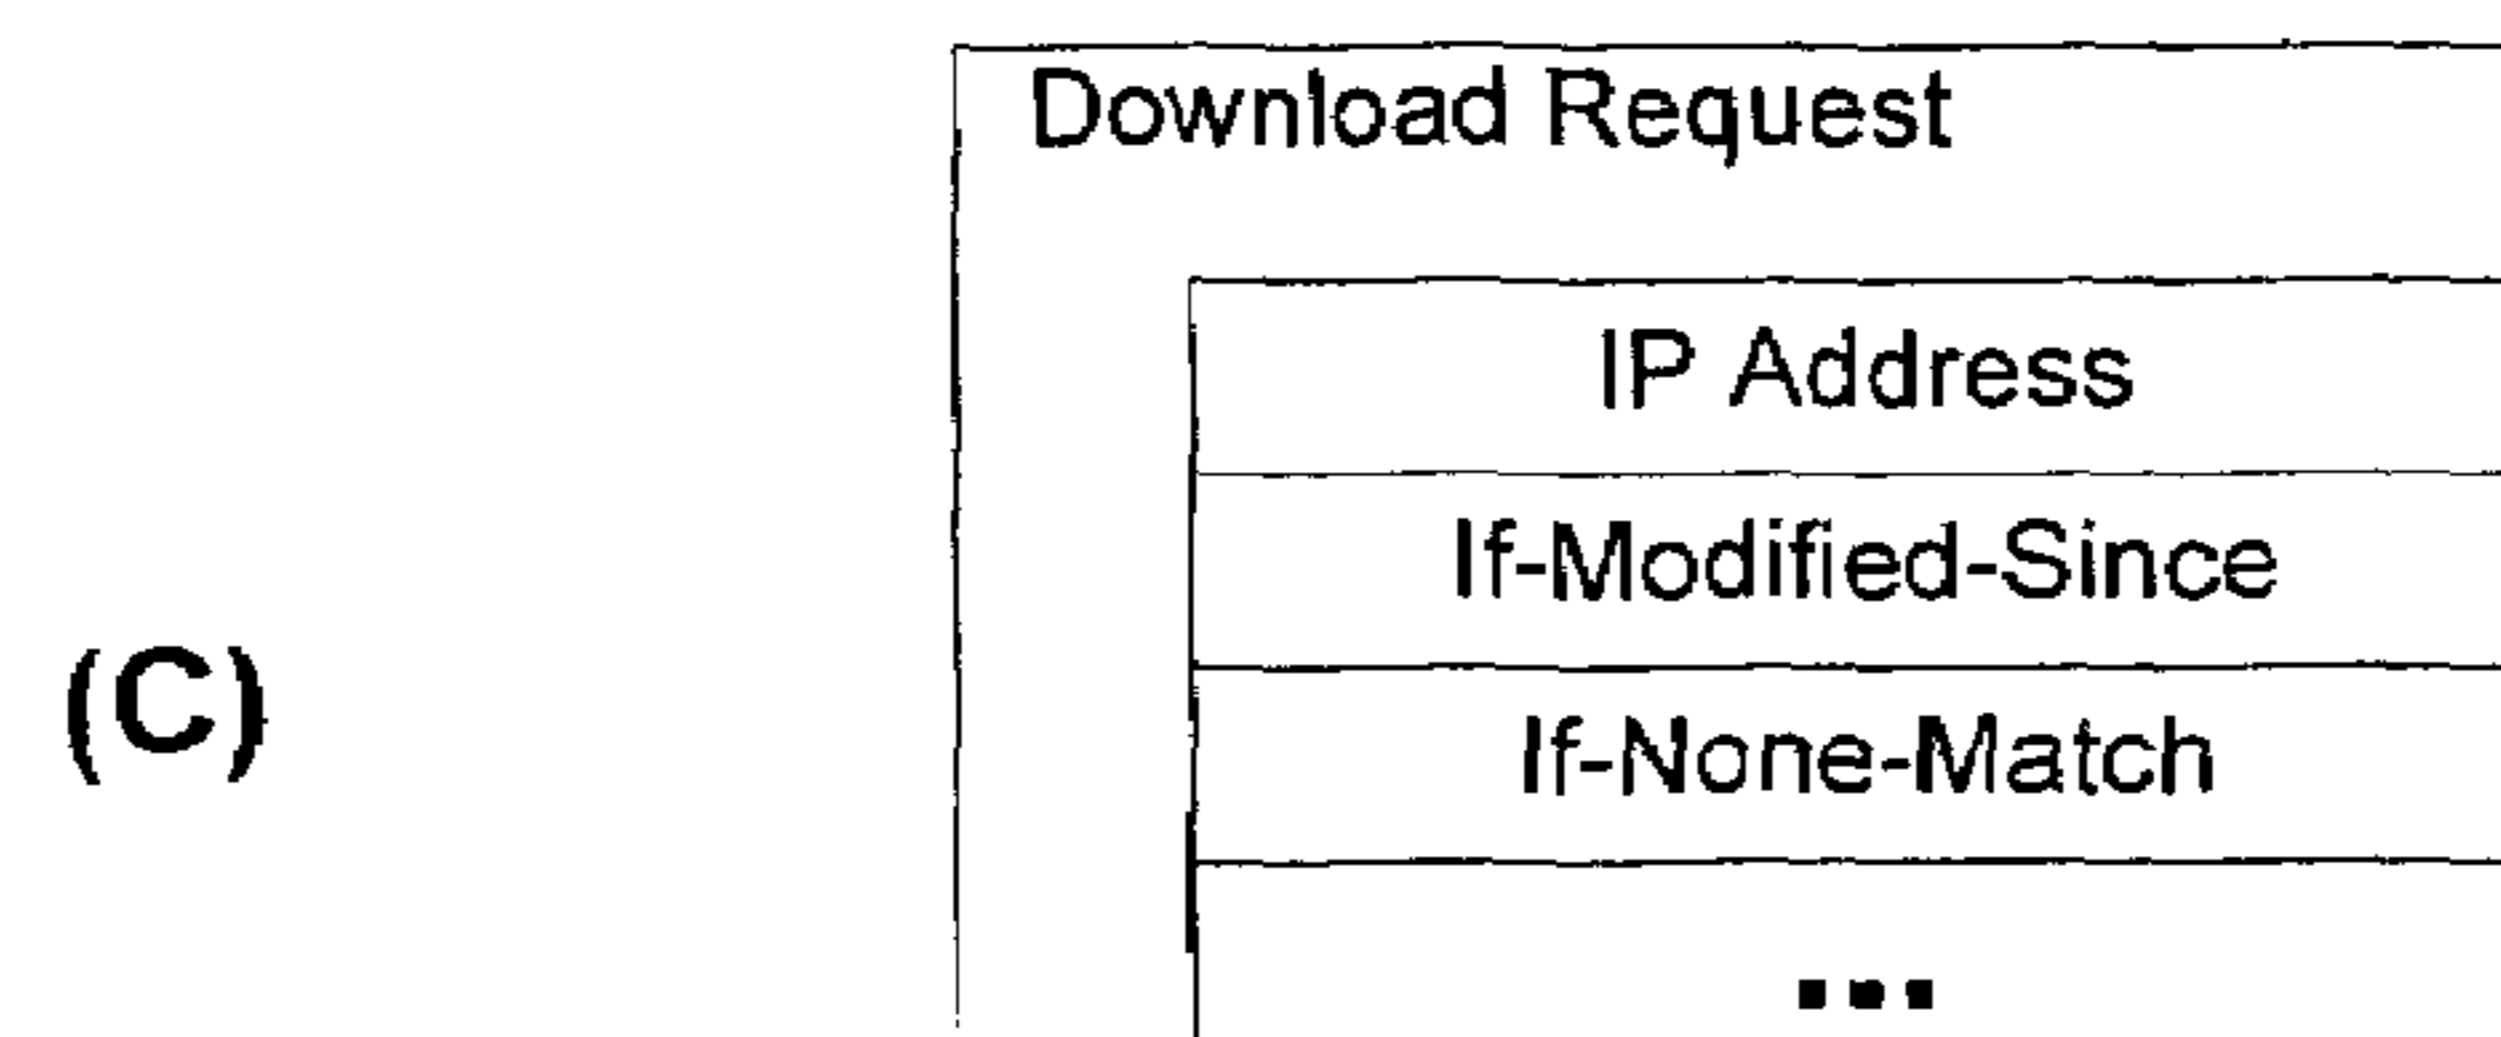 Download Request
IP Address
If-Modified-Since
(C)
If-None-Match
...